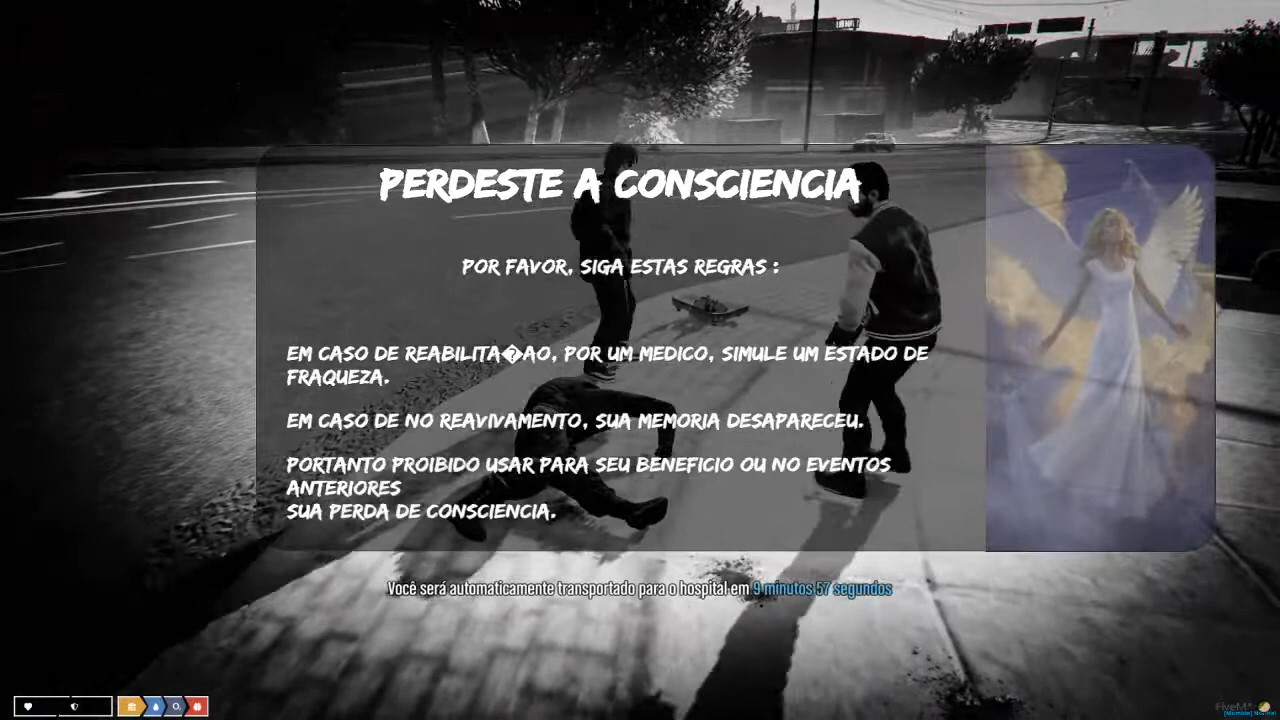 PERDESTE A CONSCIENCIA
POR FAVOR, SIGA ESTAS REGRAS :
EM CASO DE REABILITA�AO, POR UM MEDICO, SIMULE UM ESTADO DE
FRAQUEZA.
EM CASO DE NO REAVIVAMENTO, SUA MEMORIA DESAPARECEU.
PORTANTO PROIBIDO USAR PARA SEU BENEFICIO OU NO EVENTOS
ANTERIORES
SUA PERDA DE CONSCIENCIA.
Você será automaticamente transportado para o hospital em 9 minutos 57 segundos
FiveM